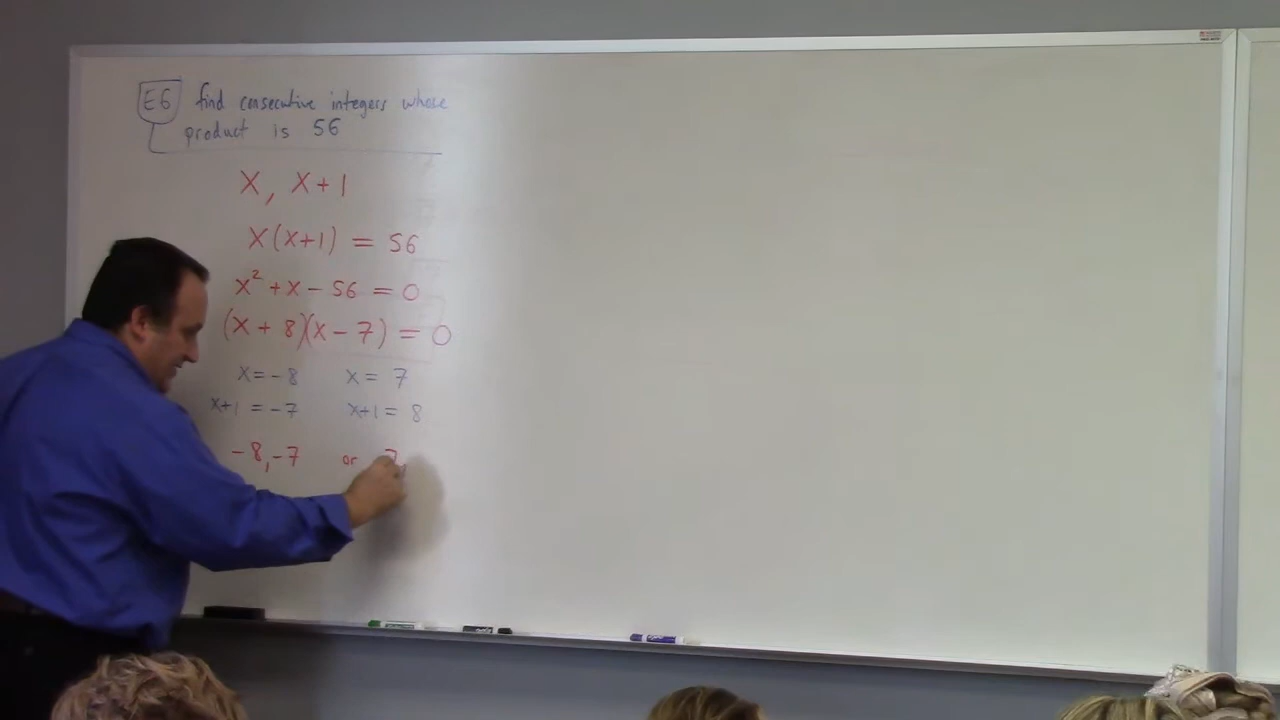 E6 find consecutive integers whose
product is 56
X, X+1
X(X+1) = 56
X² + X - 56 = 0
(X + 8)(X - 7) = 0
X = -8 X = 7
X+1 = -7 X+1 = 8
-8, -7 or 7,